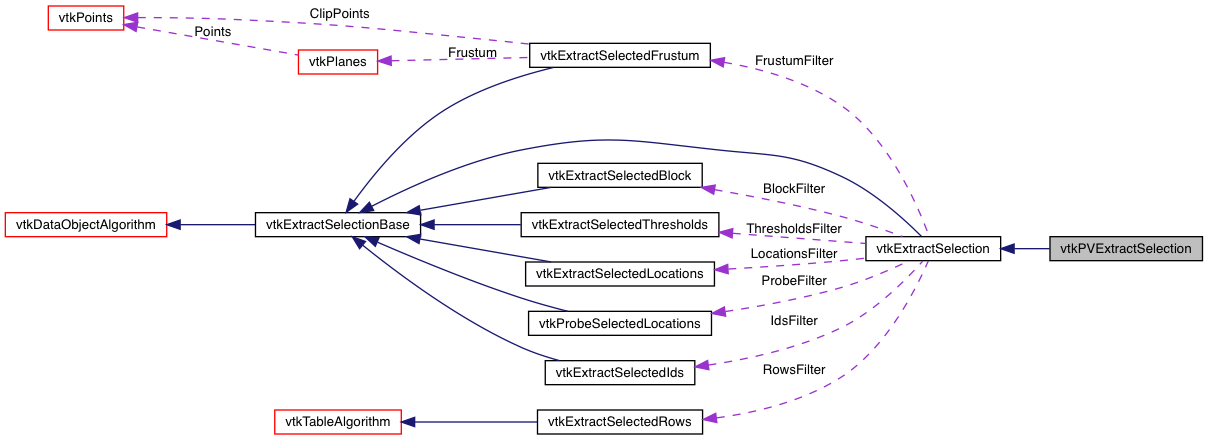 vtkPoints
ClipPoints
Points
vtkPlanes
Frustum
vtkExtractSelectedFrustum
FrustumFilter
vtkExtractSelectedBlock
BlockFilter
vtkDataObjectAlgorithm
vtkExtractSelectionBase
vtkExtractSelectedThresholds
ThresholdsFilter
vtkExtractSelection
vtkPVExtractSelection
LocationsFilter
vtkExtractSelectedLocations
ProbeFilter
vtkProbeSelectedLocations
IdsFilter
vtkExtractSelectedIds
RowsFilter
vtkTableAlgorithm
vtkExtractSelectedRows